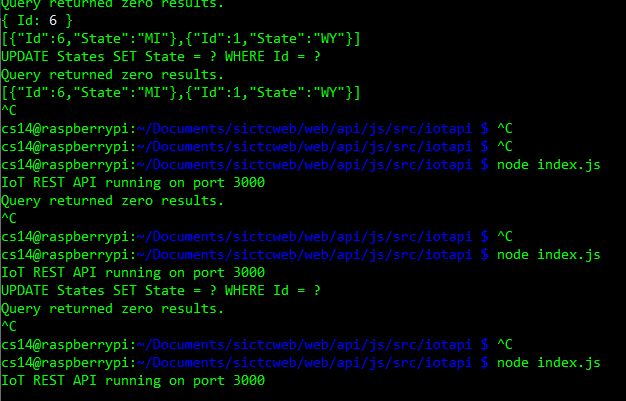 Query returned zero results.
{ Id: 6 }
[{"Id":6,"State":"MI"},{"Id":1,"State":"WY"}]
UPDATE States SET State = ? WHERE Id = ?
Query returned zero results.
[{"Id":6,"State":"MI"},{"Id":1,"State":"WY"}]
^C
cs14@raspberrypi:~/Documents/sictcweb/web/api/js/src/iotapi $ ^C
cs14@raspberrypi:~/Documents/sictcweb/web/api/js/src/iotapi $ ^C
cs14@raspberrypi:~/Documents/sictcweb/web/api/js/src/iotapi $ node index.js
IoT REST API running on port 3000
Query returned zero results.
^C
cs14@raspberrypi:~/Documents/sictcweb/web/api/js/src/iotapi $ ^C
cs14@raspberrypi:~/Documents/sictcweb/web/api/js/src/iotapi $ node index.js
IoT REST API running on port 3000
UPDATE States SET State = ? WHERE Id = ?
Query returned zero results.
^C
cs14@raspberrypi:~/Documents/sictcweb/web/api/js/src/iotapi $ ^C
cs14@raspberrypi:~/Documents/sictcweb/web/api/js/src/iotapi $ node index.js
IoT REST API running on port 3000